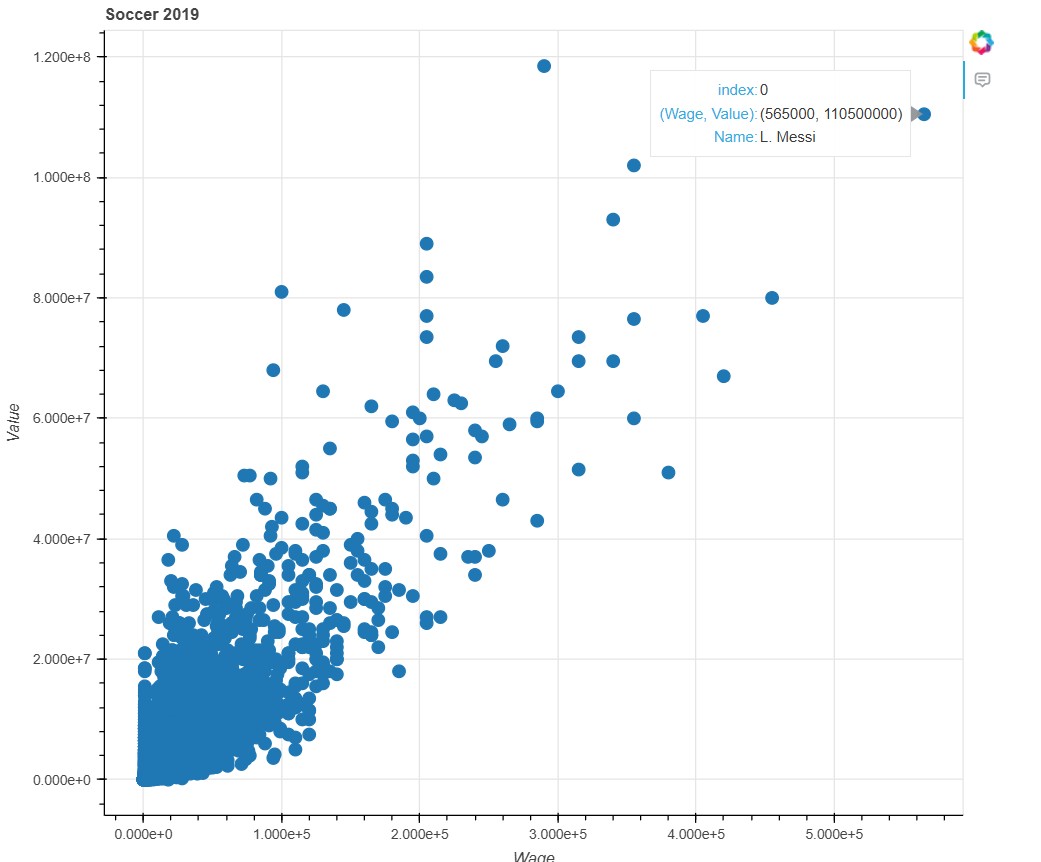 Soccer 2019
1.200e+8
index: 0
(Wage, Value): (565000, 110500000)
Name: L. Messi
1.000e+8
8.000e+7
6.000e+7
4.000e+7
2.000e+7
0.000e+0
Value
0.000e+0 1.000e+5 2.000e+5 3.000e+5 4.000e+5 5.000e+5
Wage